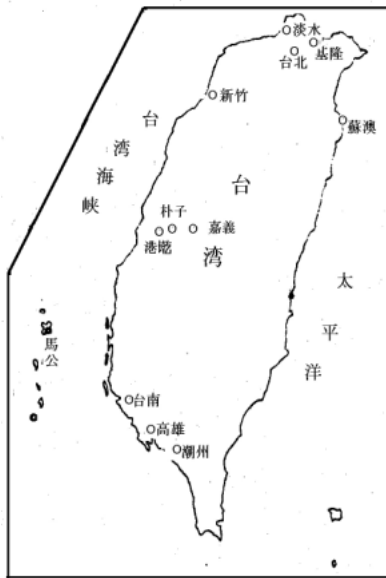 淡水
基隆
台北
新竹
蘇澳
台湾海峡
台湾
朴子
嘉義
港墘
太平洋
馬公
台南
高雄
潮州